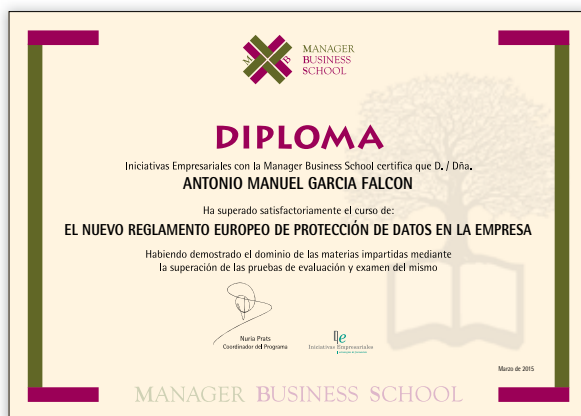 M B
MANAGER
BUSINESS
SCHOOL
DIPLOMA
Iniciativas Empresariales con la Manager Business School certifica que D. / Dña.
ANTONIO MANUEL GARCIA FALCON
Ha superado satisfactoriamente el curso de:
EL NUEVO REGLAMENTO EUROPEO DE PROTECCIÓN DE DATOS EN LA EMPRESA
Habiendo demostrado el dominio de las materias impartidas mediante
la superación de las pruebas de evaluación y examen del mismo
Nuria Prats
Coordinador del Programa
Ie
Iniciativas Empresariales
Marzo de 2015
MANAGER BUSINESS SCHOOL